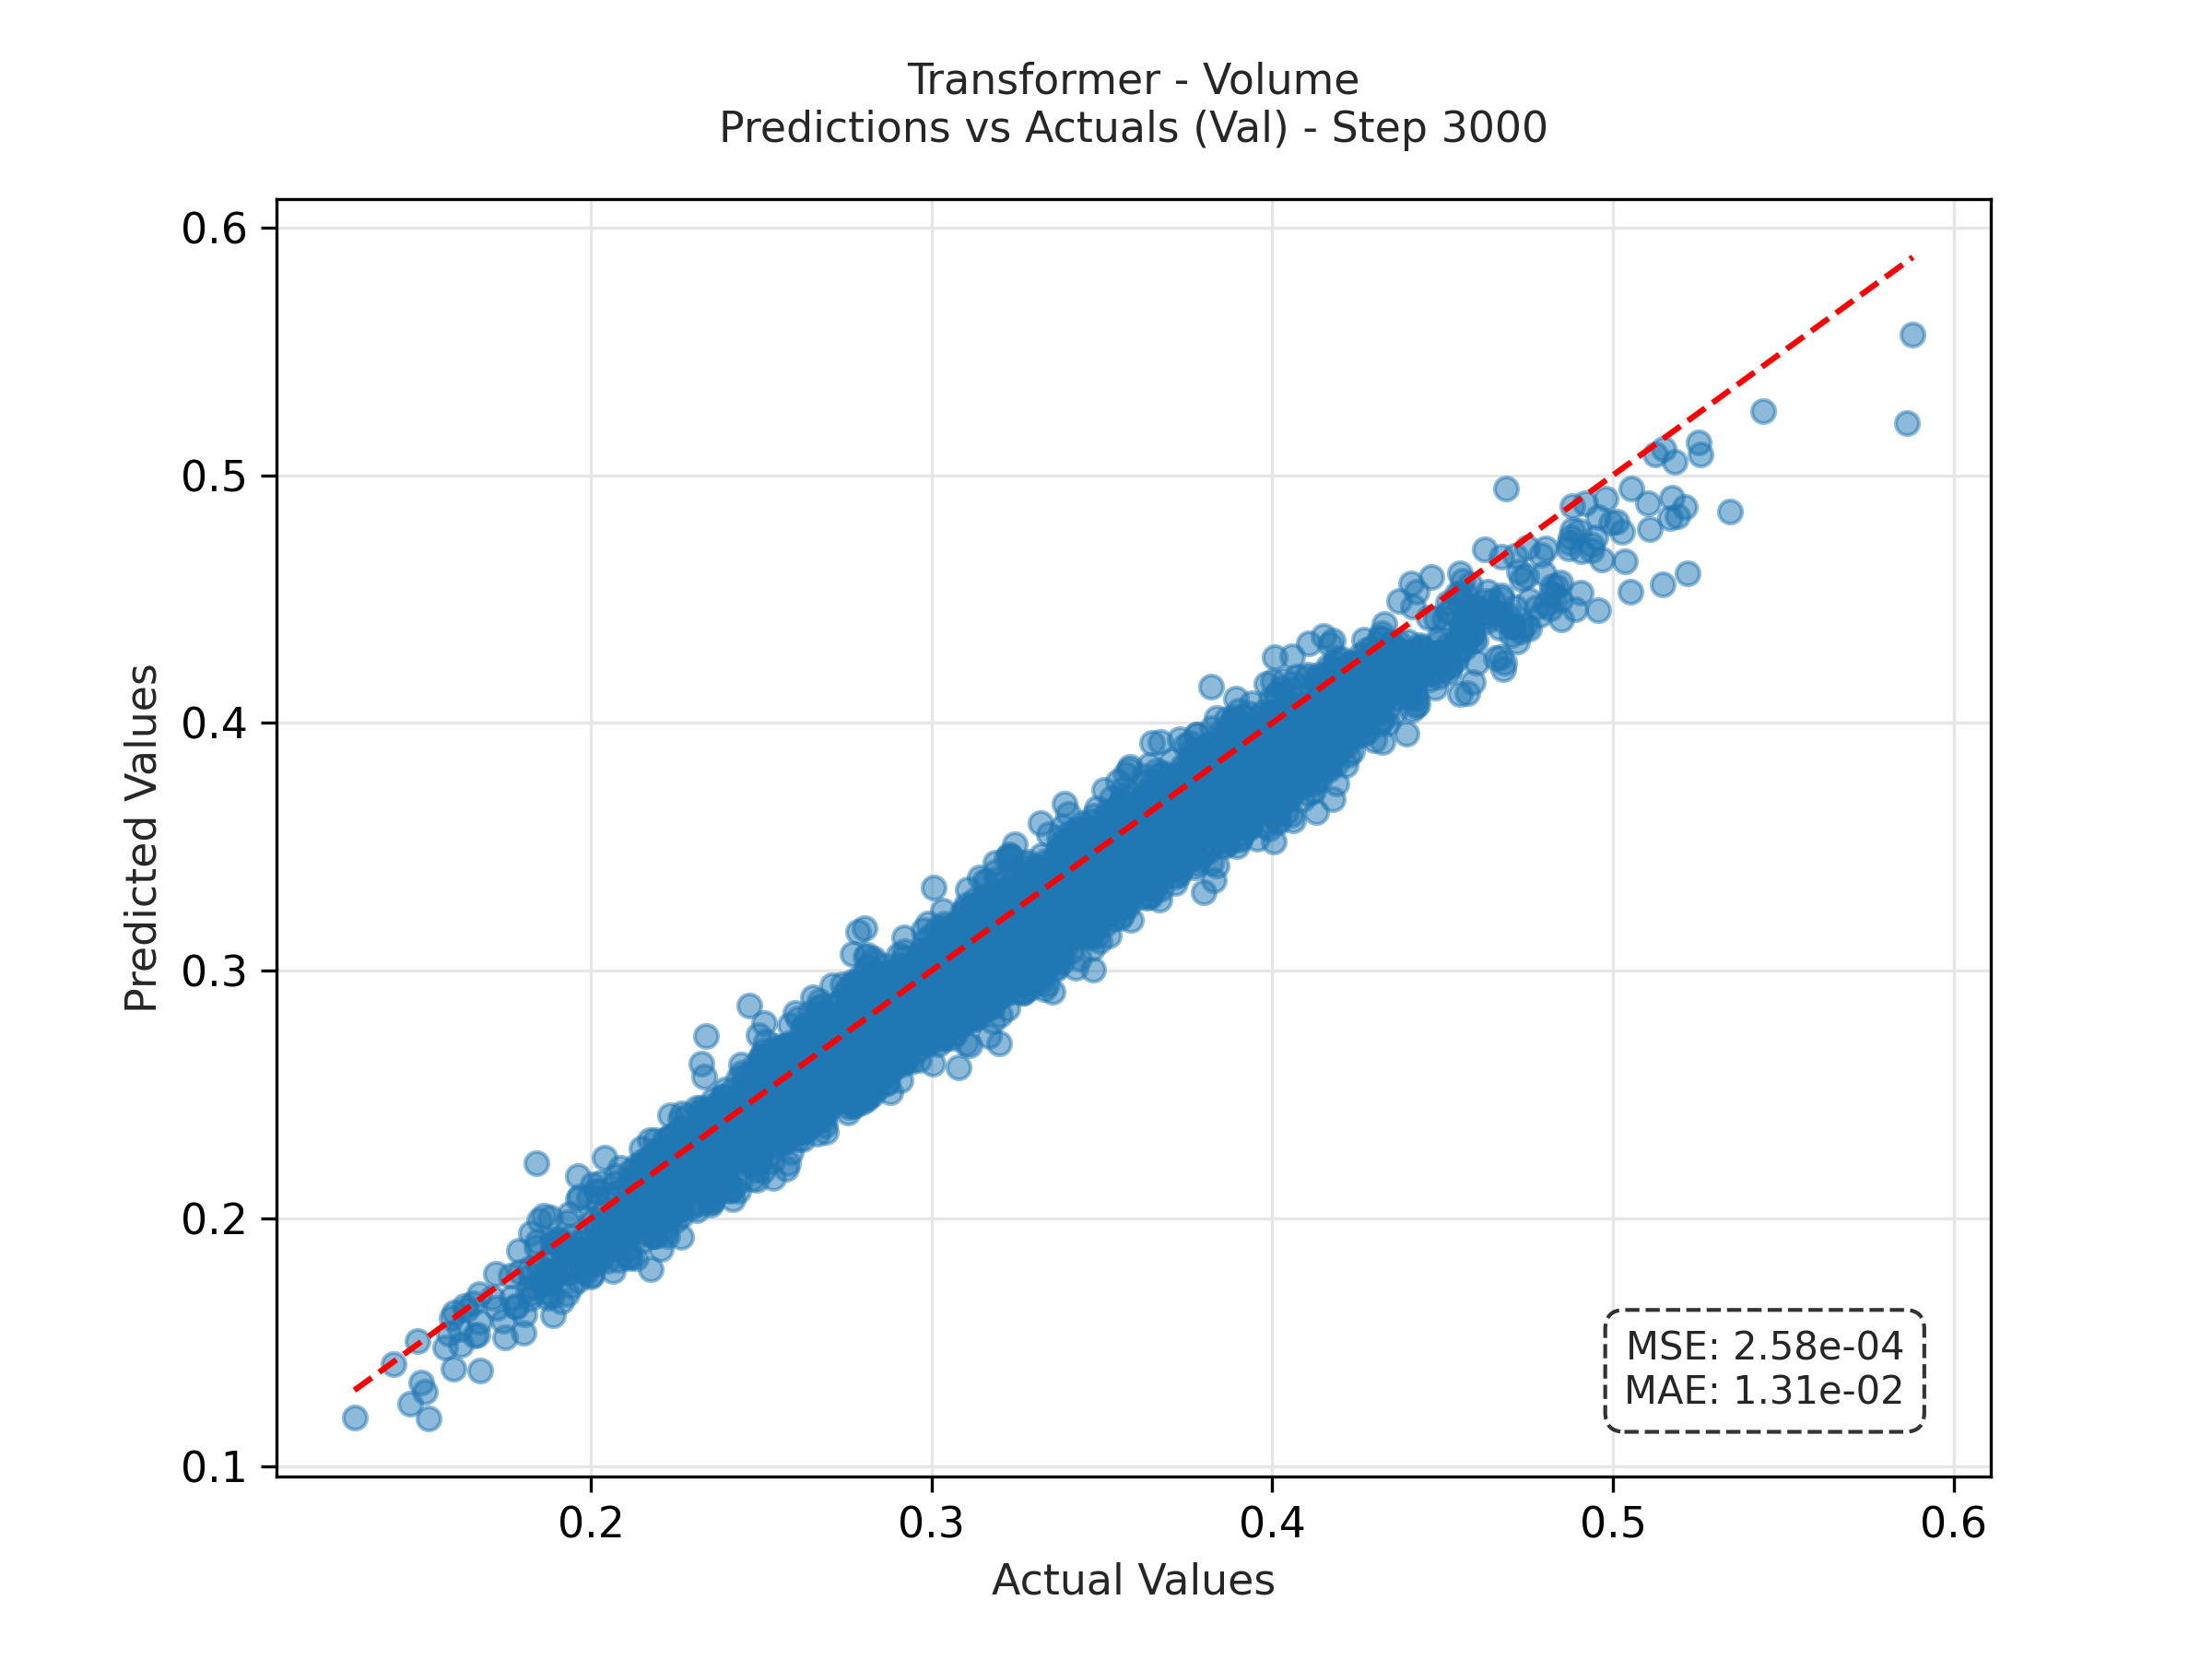 Transformer - Volume
Predictions vs Actuals (Val) - Step 3000
0.6
0.5
0.4
0.3
0.2
0.1
Predicted Values
MSE: 2.58e-04
MAE: 1.31e-02
0.2 0.3 0.4 0.5 0.6
Actual Values